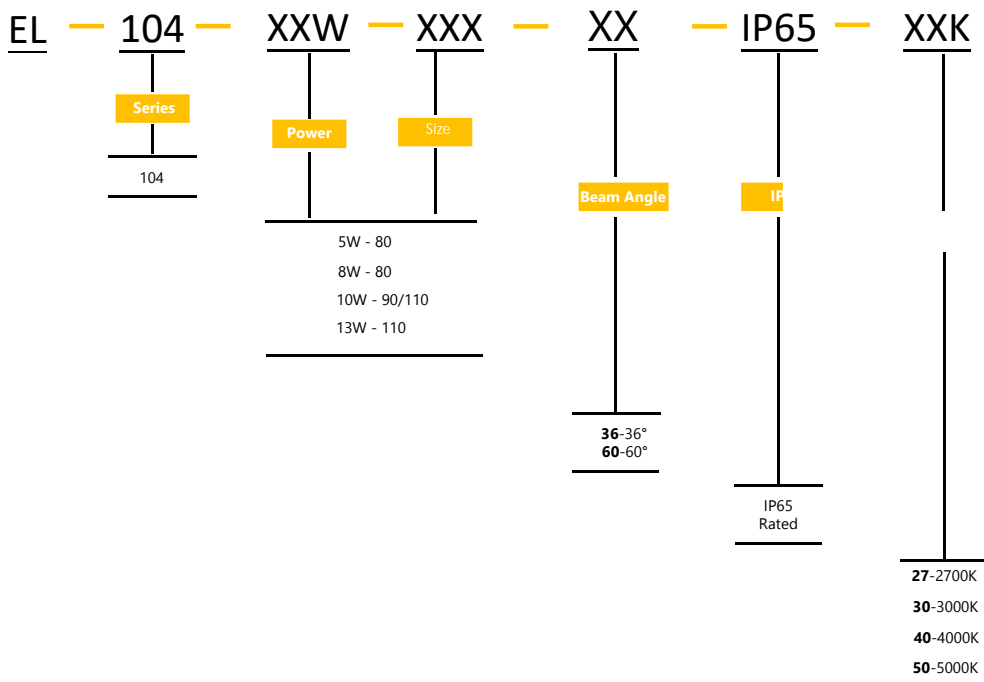 EL — 104 — XXW — XXX — XX — IP65 — XXK
Series
Power
Size
104
Beam Angle
IP
5W - 80
8W - 80
10W - 90/110
13W - 110
36-36°
60-60°
IP65
Rated
27-2700K
30-3000K
40-4000K
50-5000K